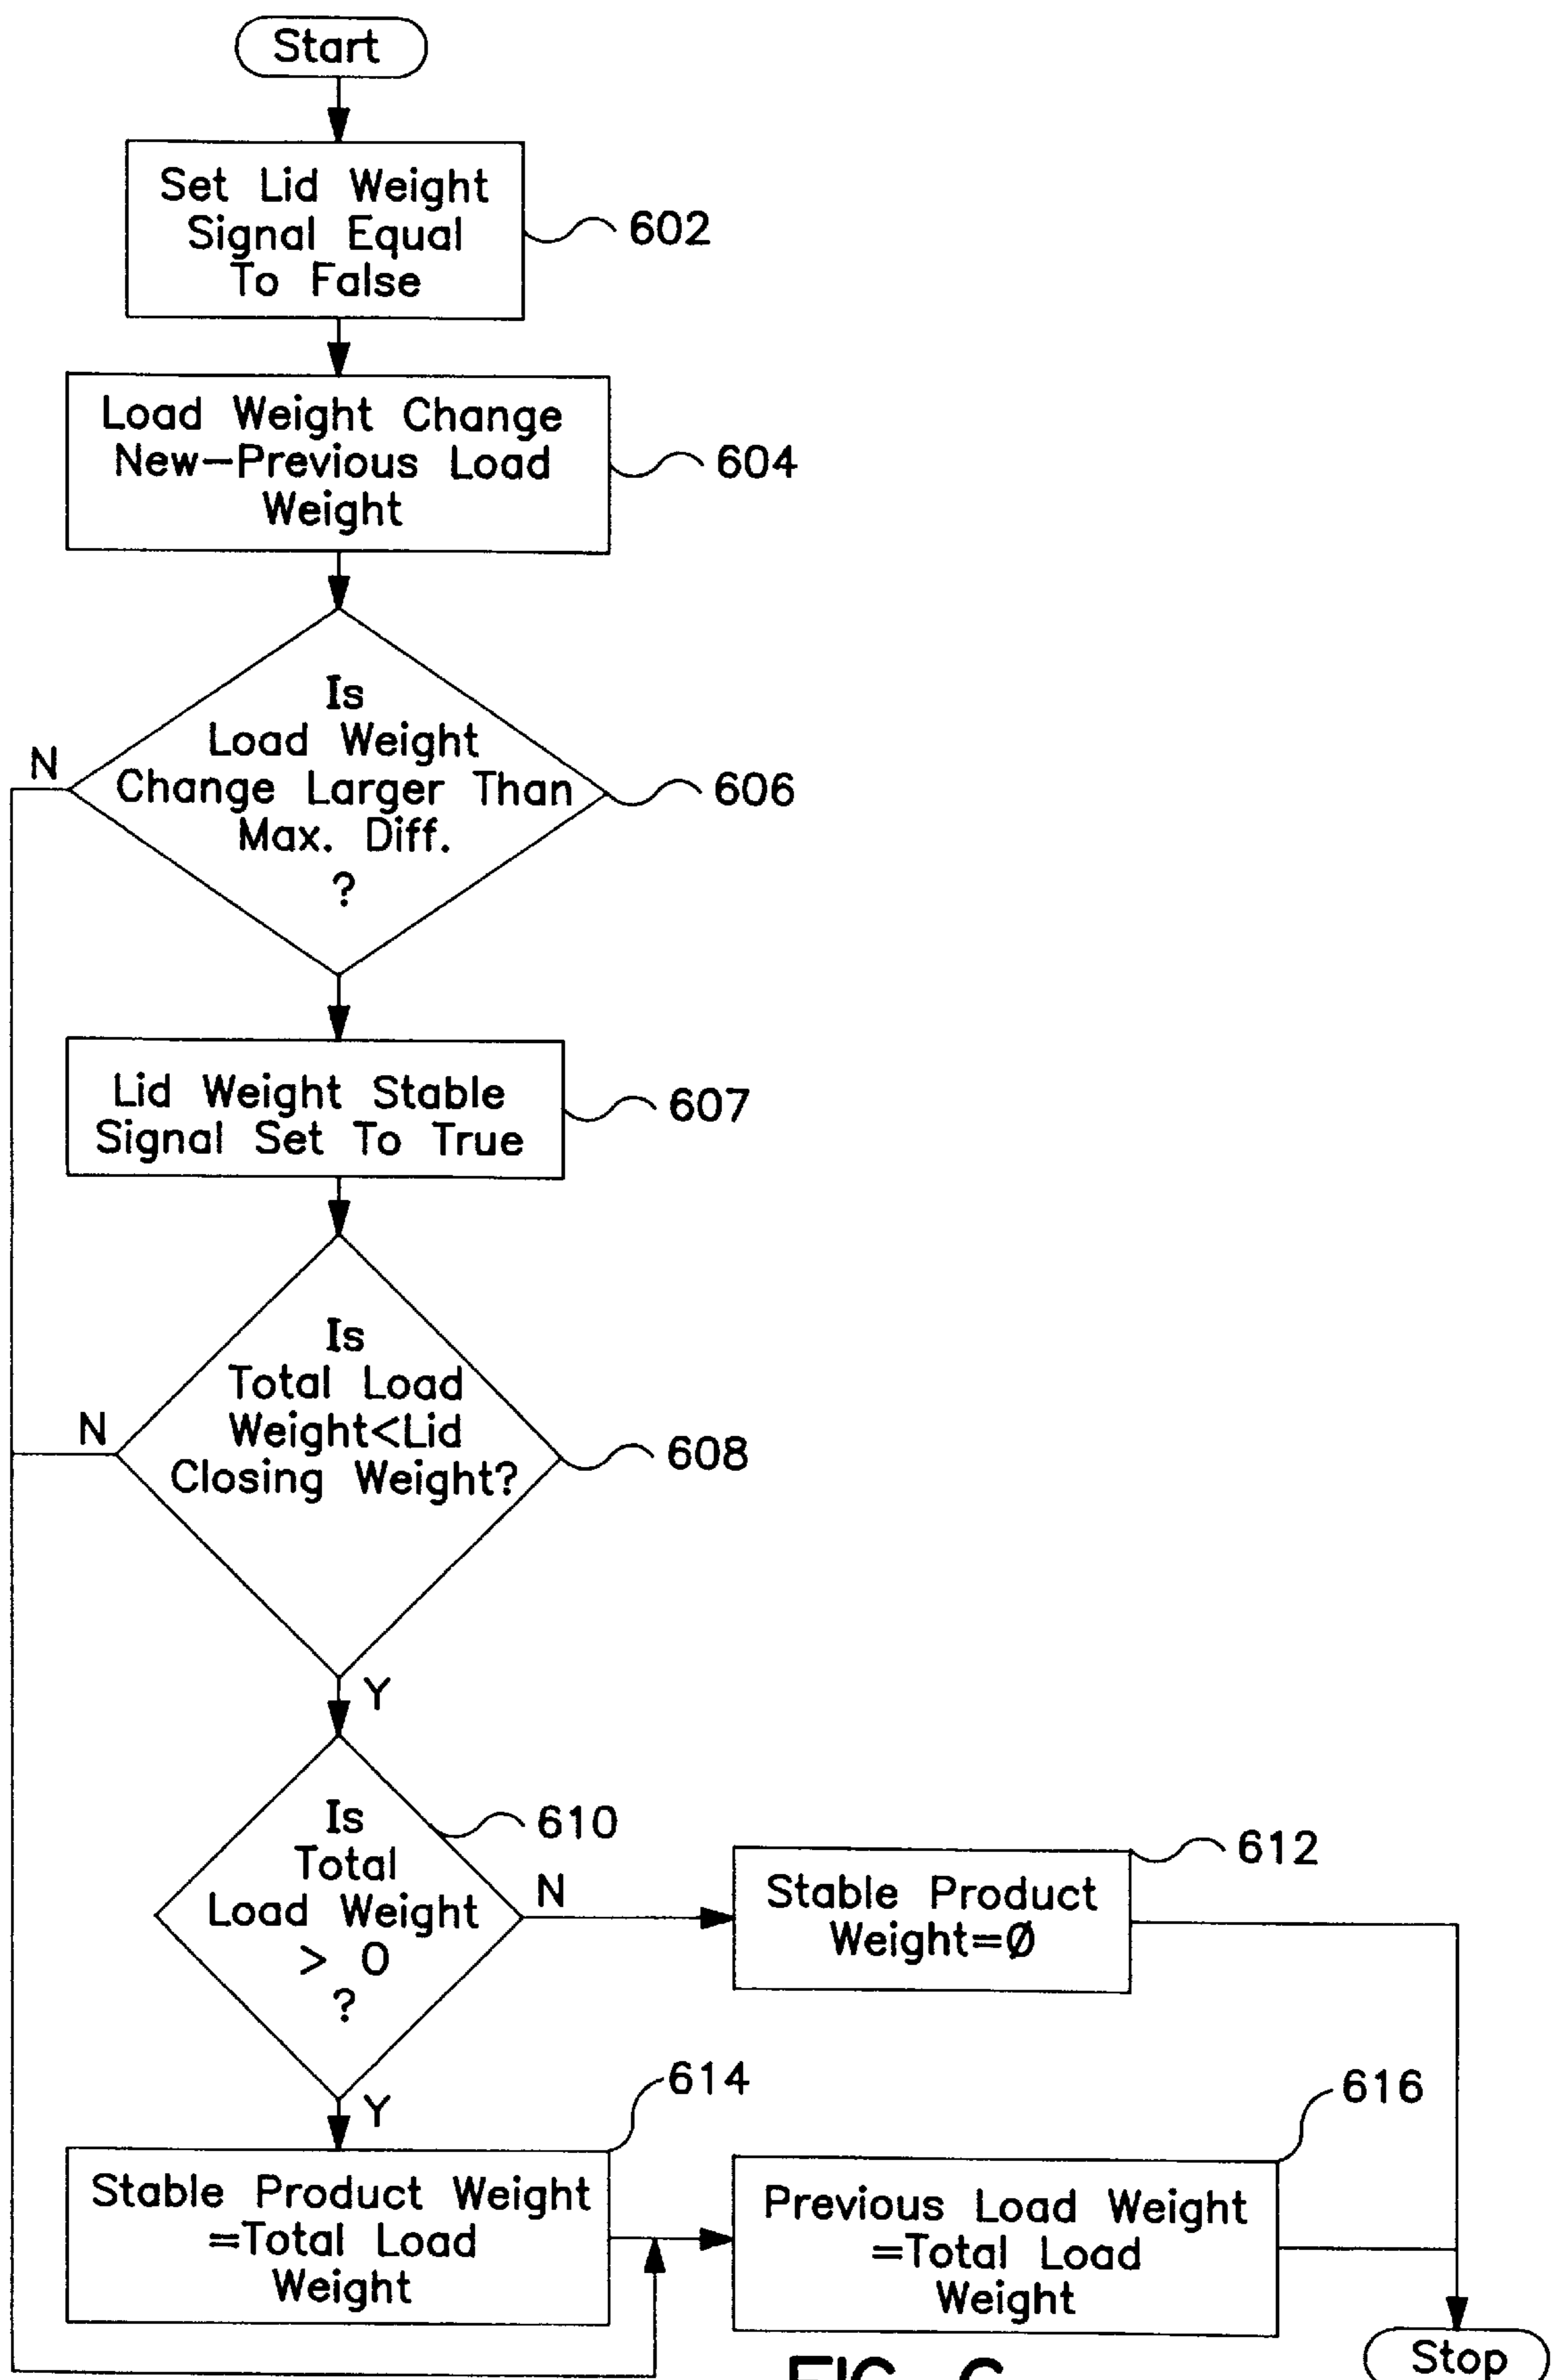 Start
Set Lid Weight
Signal Equal
To False
602
Load Weight Change
New-Previous Load
Weight
604
Is
Load Weight
Change Larger Than
Max. Diff.
?
N
606
Lid Weight Stable
Signal Set To True
607
Is
Total Load
Weight<Lid
Closing Weight?
N
608
Y
Is
Total
Load Weight
> 0
?
610
N
Stable Product
Weight=Ø
612
Y
Stable Product Weight
=Total Load
Weight
614
Previous Load Weight
=Total Load
Weight
616
Stop